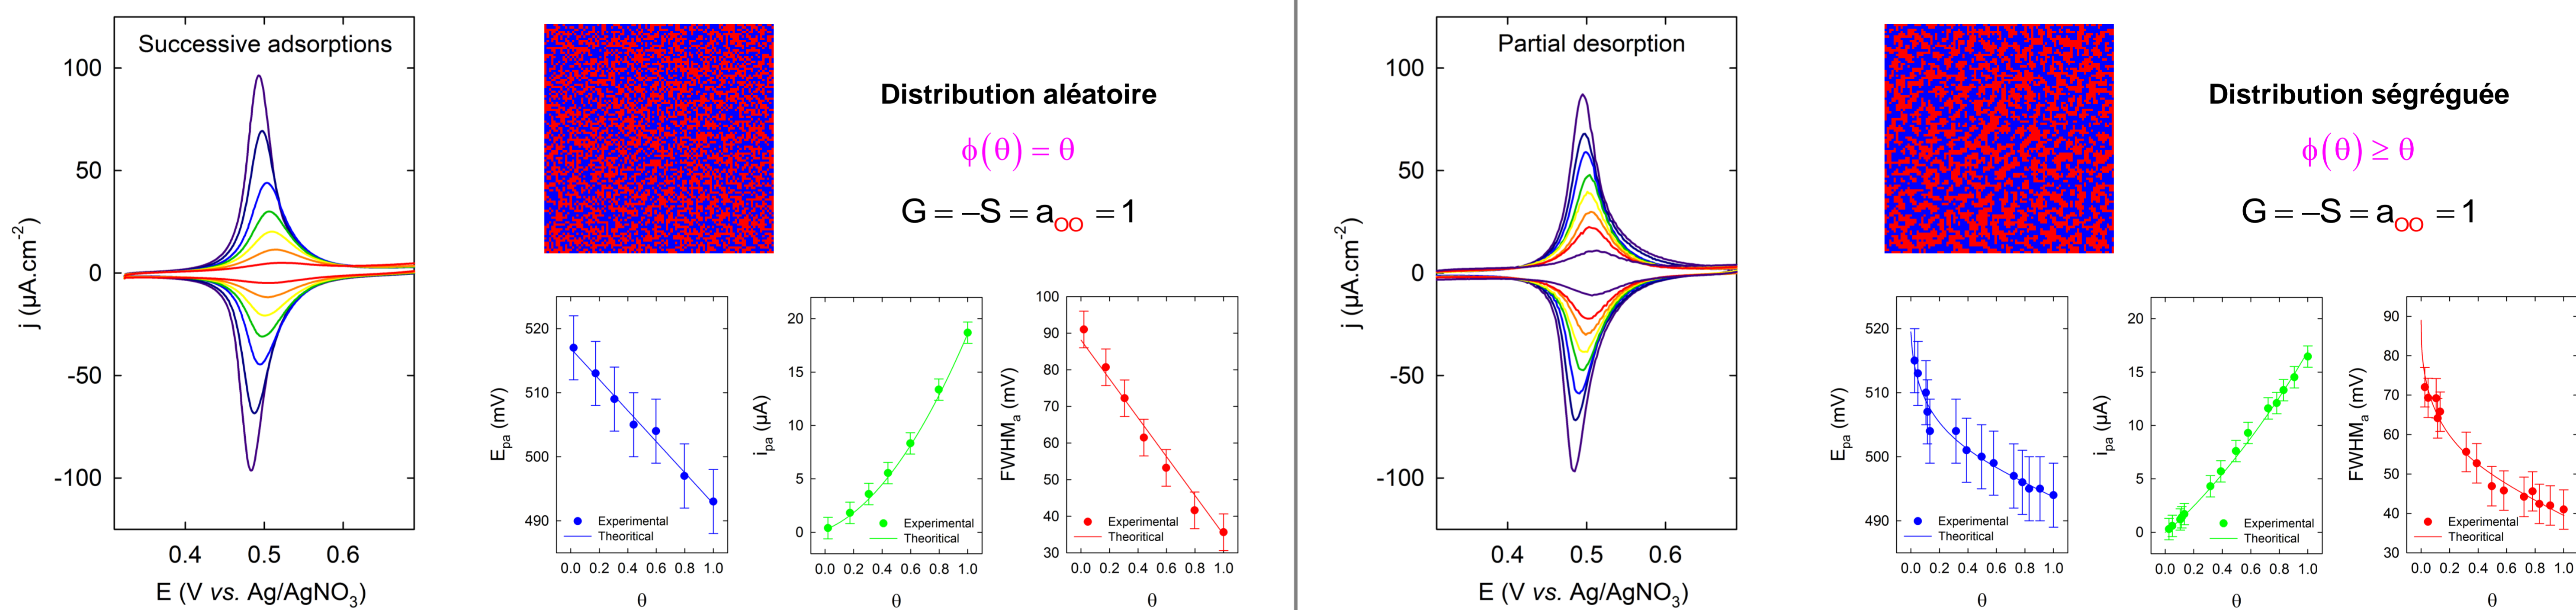 Successive adsorptions
100
50
0
-50
-100
j (µA.cm-2)
0.4 0.5 0.6
E (V vs. Ag/AgNO3)
Distribution aléatoire
ϕ(θ) = θ
G = –S = aOO = 1
520
510
500
490
Epa (mV)
Experimental
Theoritical
0.0 0.2 0.4 0.6 0.8 1.0
θ
20
15
10
5
0
ipa (µA)
Experimental
Theoritical
0.0 0.2 0.4 0.6 0.8 1.0
θ
100
90
80
70
60
50
40
30
FWHMa (mV)
Experimental
Theoritical
0.0 0.2 0.4 0.6 0.8 1.0
θ
Partial desorption
100
50
0
-50
-100
j (µA.cm-2)
0.4 0.5 0.6
E (V vs. Ag/AgNO3)
Distribution ségréguée
ϕ(θ) ≥ θ
G = –S = aOO = 1
520
510
500
490
Epa (mV)
Experimental
Theoritical
0.0 0.2 0.4 0.6 0.8 1.0
θ
20
15
10
5
0
ipa (µA)
Experimental
Theoritical
0.0 0.2 0.4 0.6 0.8 1.0
θ
90
80
70
60
50
40
30
FWHMa (mV)
Experimental
Theoritical
0.0 0.2 0.4 0.6 0.8 1.0
θ